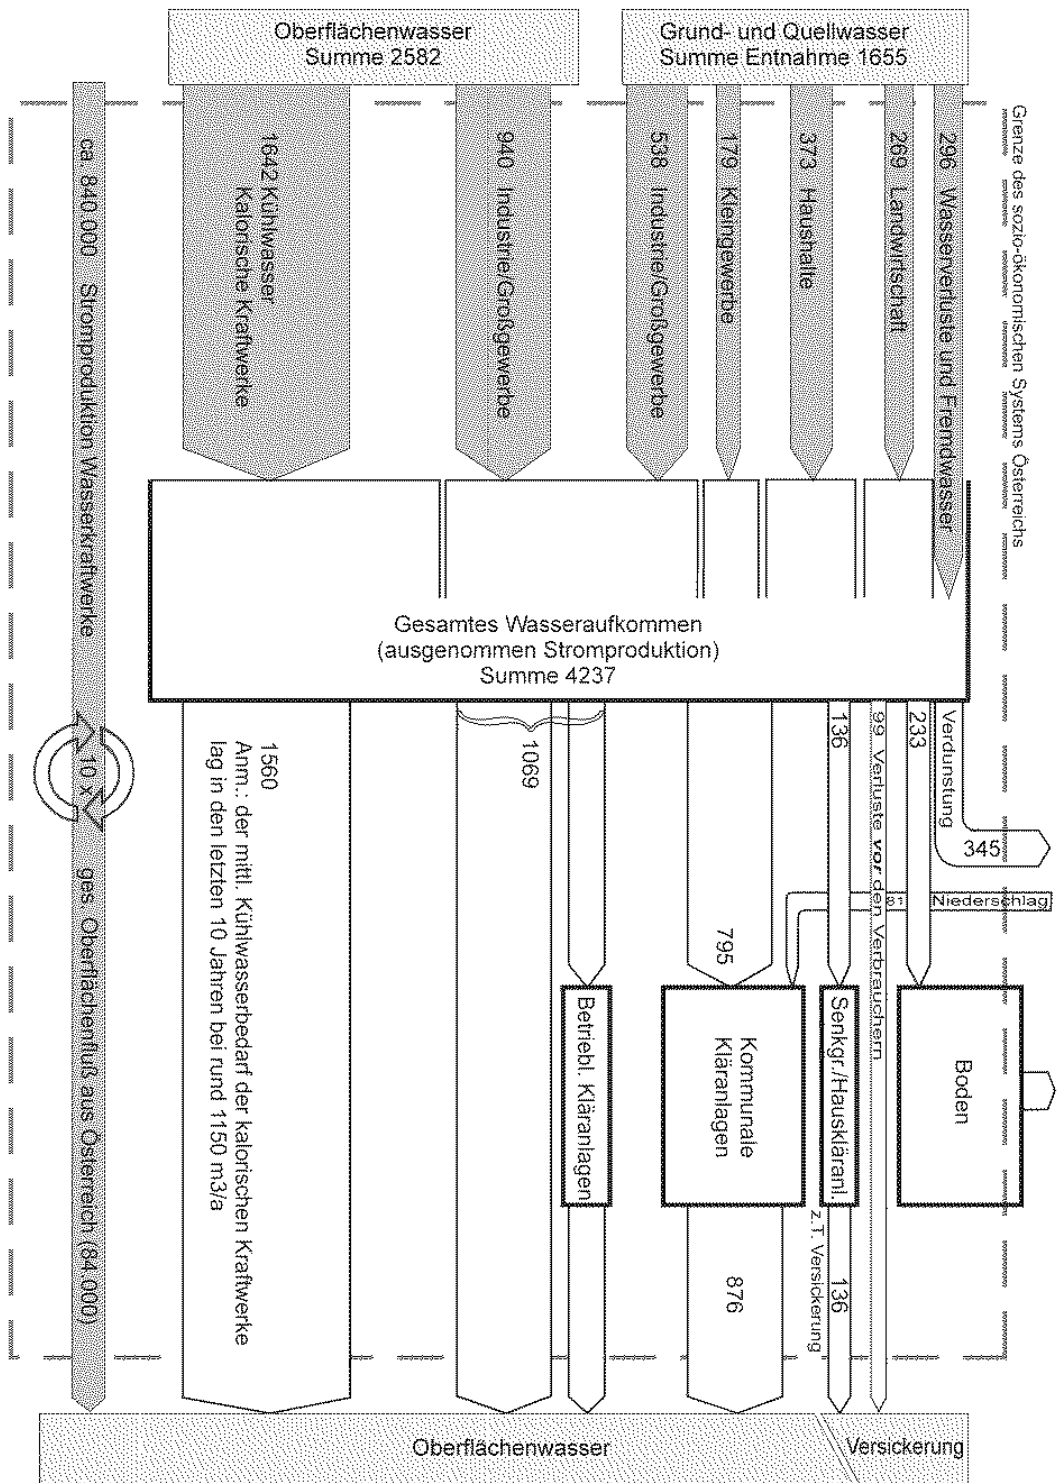 Oberflächenwasser
Summe 2582
Grund- und Quellwasser
Summe Entnahme 1655
Grenze des sozio-ökonomischen Systems Österreichs
ca. 840.000 Stromproduktion Wasserkraftwerke
1642 Kühlwasser
Kalorische Kraftwerke
940 Industrie/Großgewerbe
538 Industrie/Großgewerbe
179 Kleingewerbe
373 Haushalte
269 Landwirtschaft
296 Wasserverluste und Fremdwasser
Gesamtes Wasseraufkommen
(ausgenommen Stromproduktion)
Summe 4237
10 x
ges. Oberflächenfluß aus Österreich (84.000)
1560
Anm.: der mittl. Kühlwasserbedarf der kalorischen Kraftwerke
lag in den letzten 10 Jahren bei rund 1150 m3/a
1069
795
136
99 Verluste vor den Verbrauchern
233
Verdunstung
345
81
Niederschlag
Betriebl. Kläranlagen
Kommunale
Kläranlagen
Senkgr./Hauskläranl.
Boden
876
z.T. Versickerung
136
Oberflächenwasser
Versickerung